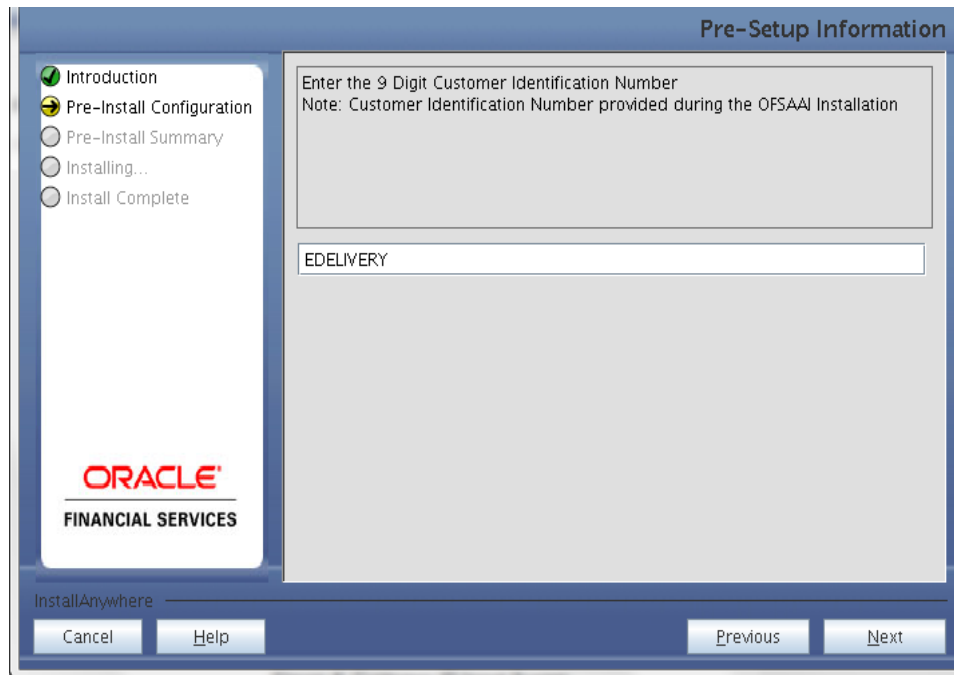 Pre-Setup Information
Introduction
Pre-Install Configuration
Pre-Install Summary
Installing...
Install Complete
ORACLE
FINANCIAL SERVICES
Enter the 9 Digit Customer Identification Number
Note: Customer Identification Number provided during the OFSAAI Installation
EDELIVERY
InstallAnywhere
Cancel
Help
Previous
Next